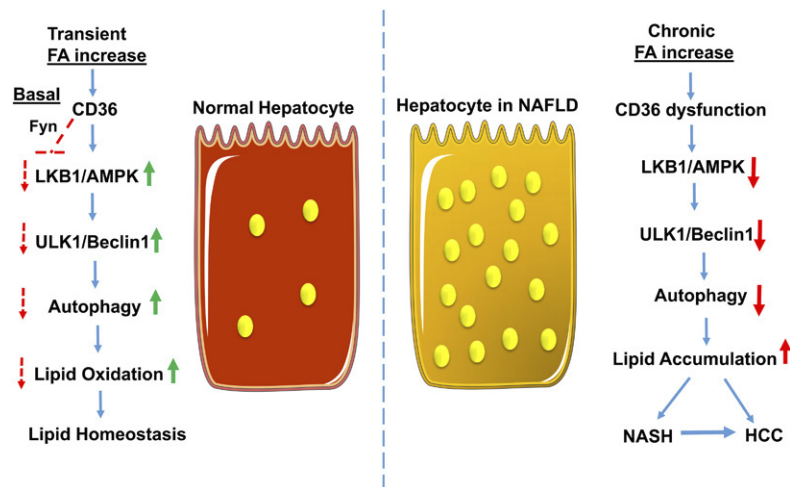 Transient
FA increase
Basal
CD36
Fyn
LKB1/AMPK
ULK1/Beclin1
Autophagy
Lipid Oxidation
Lipid Homeostasis
Normal Hepatocyte
Hepatocyte in NAFLD
Chronic
FA increase
CD36 dysfunction
LKB1/AMPK
ULK1/Beclin1
Autophagy
Lipid Accumulation
NASH
HCC